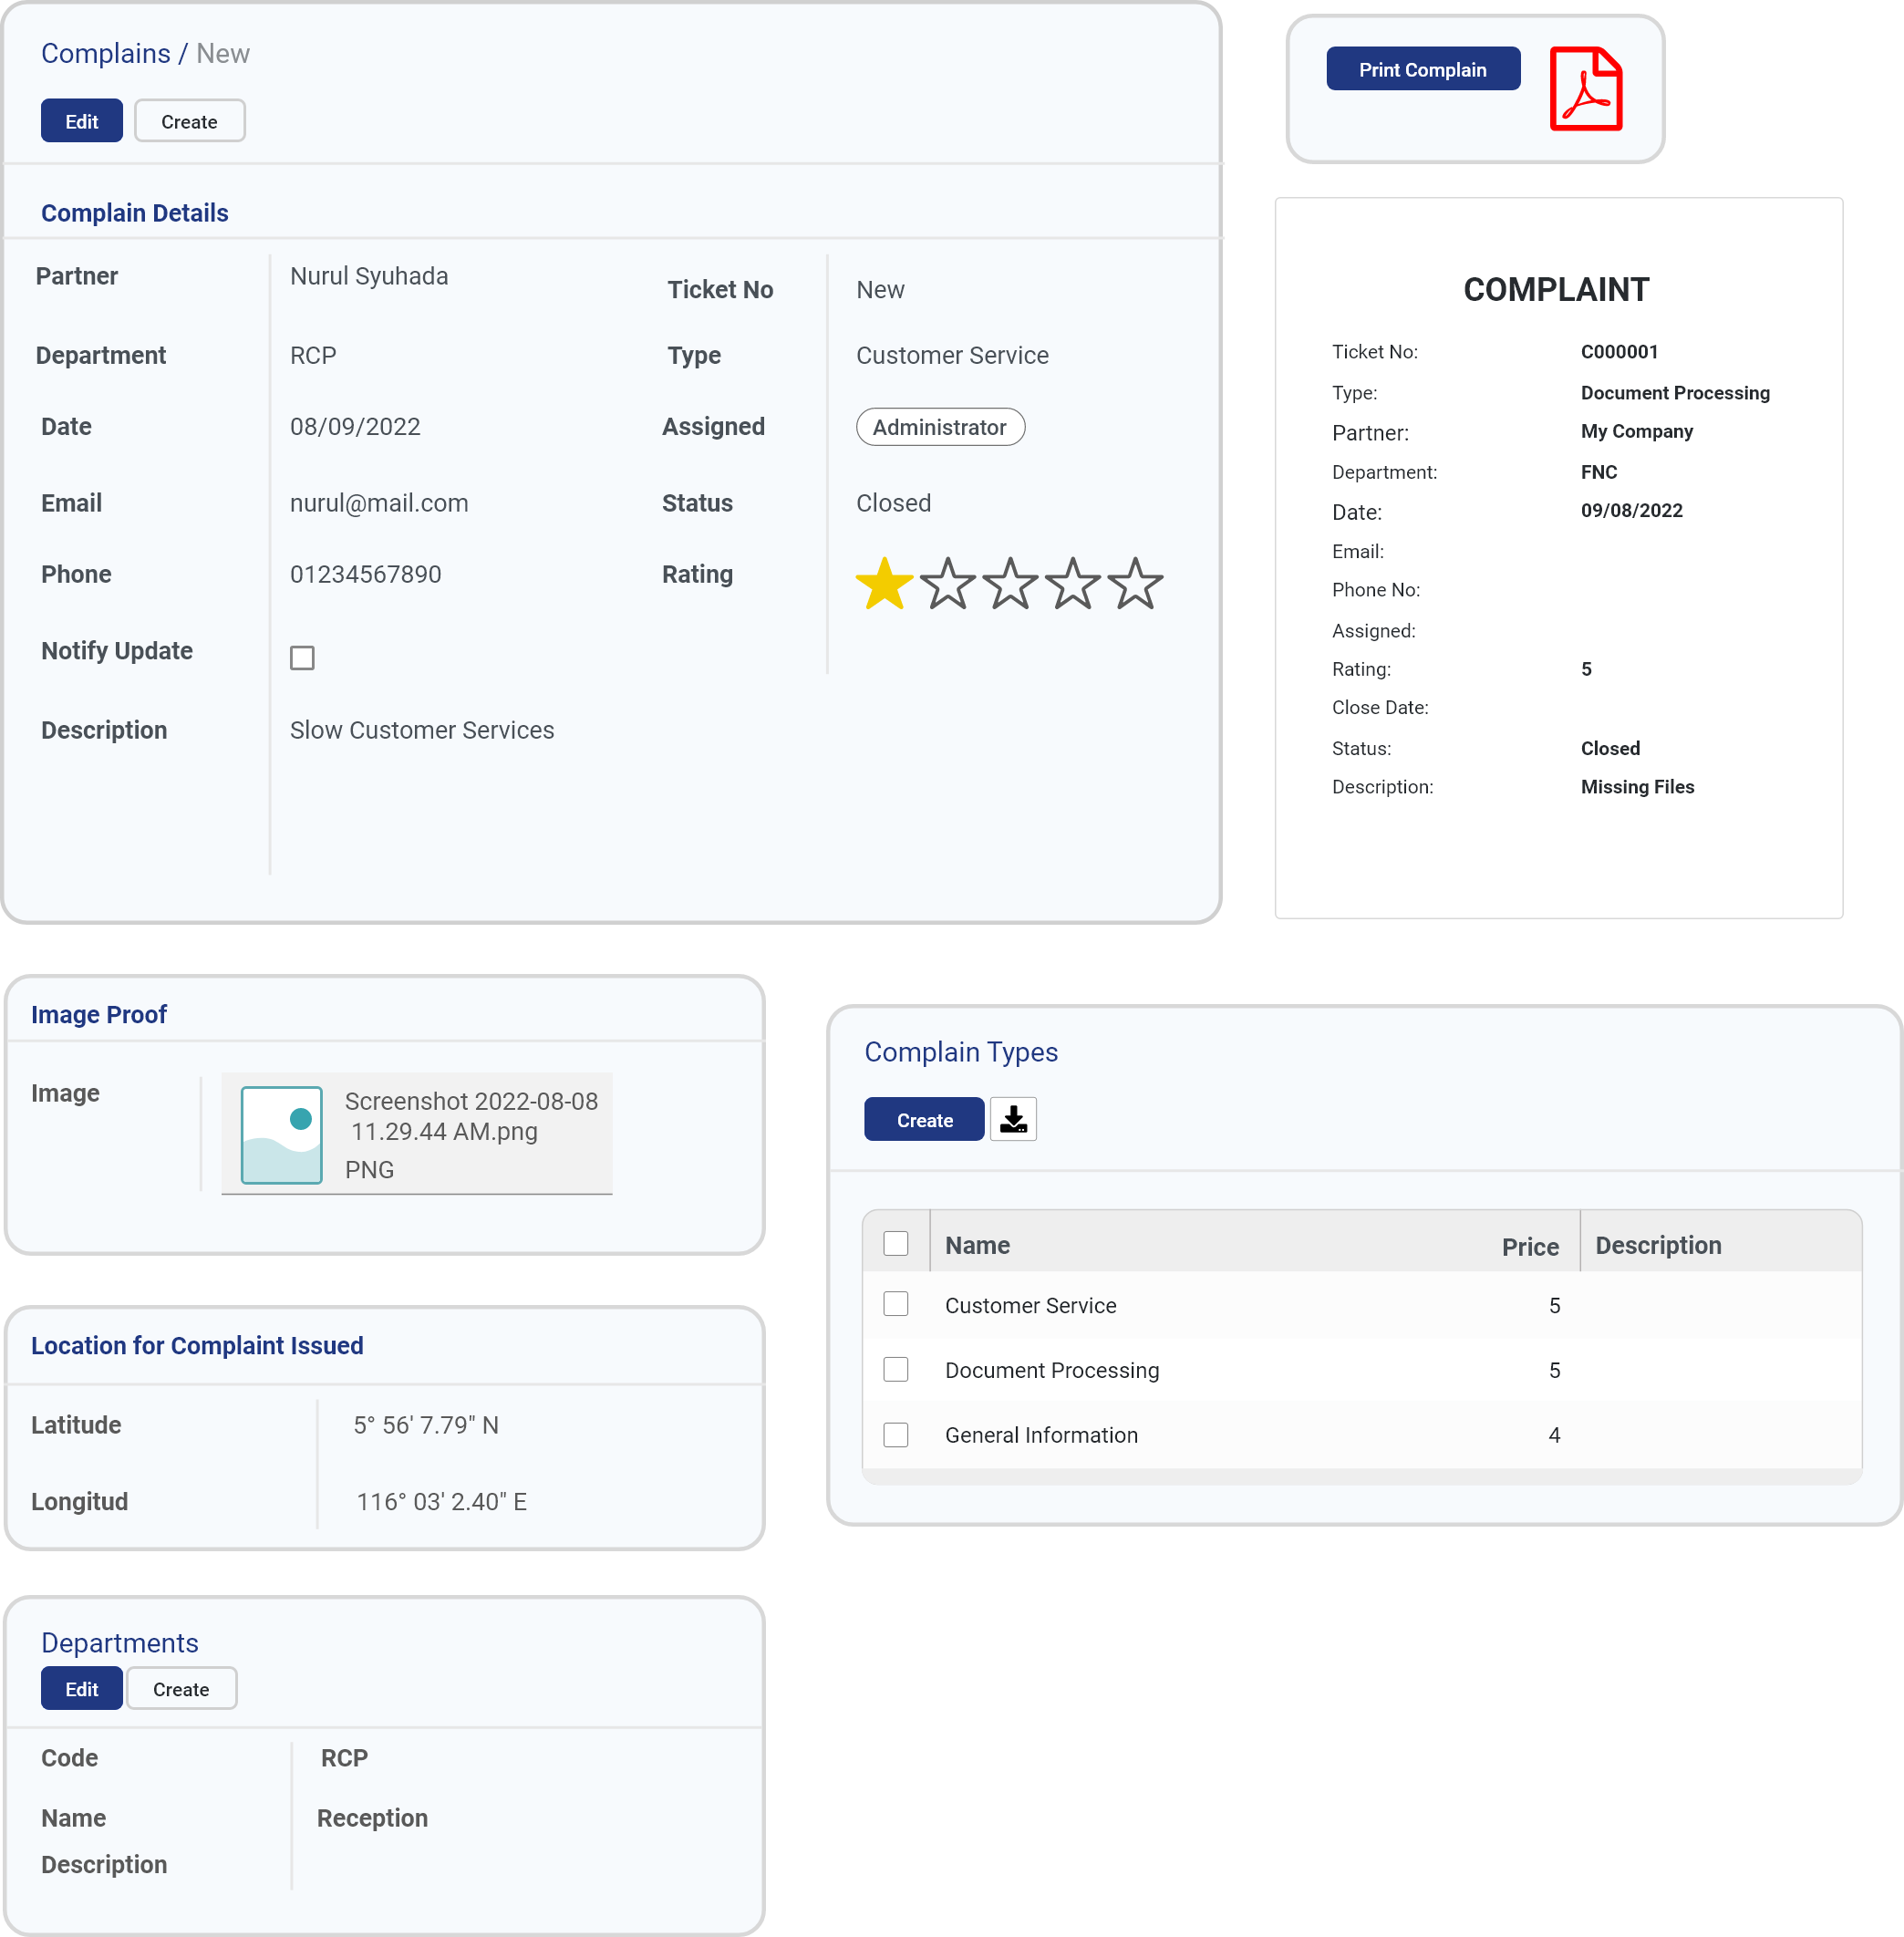 Complains / New
Edit
Create
Complain Details
Partner
Nurul Syuhada
Ticket No
New
Department
RCP
Type
Customer Service
Date
08/09/2022
Assigned
Administrator
Email
nurul@mail.com
Status
Closed
Phone
01234567890
Rating
Notify Update
Description
Slow Customer Services
Print Complain
COMPLAINT
Ticket No: C000001
Type: Document Processing
Partner: My Company
Department: FNC
Date: 09/08/2022
Email:
Phone No:
Assigned:
Rating: 5
Close Date:
Status: Closed
Description: Missing Files
Image Proof
Image
Screenshot 2022-08-08
11.29.44 AM.png
PNG
Location for Complaint Issued
Latitude
5° 56' 7.79" N
Longitud
116° 03' 2.40" E
Departments
Edit
Create
Code
RCP
Name
Reception
Description
Complain Types
Create
Name Price Description
Customer Service 5
Document Processing 5
General Information 4